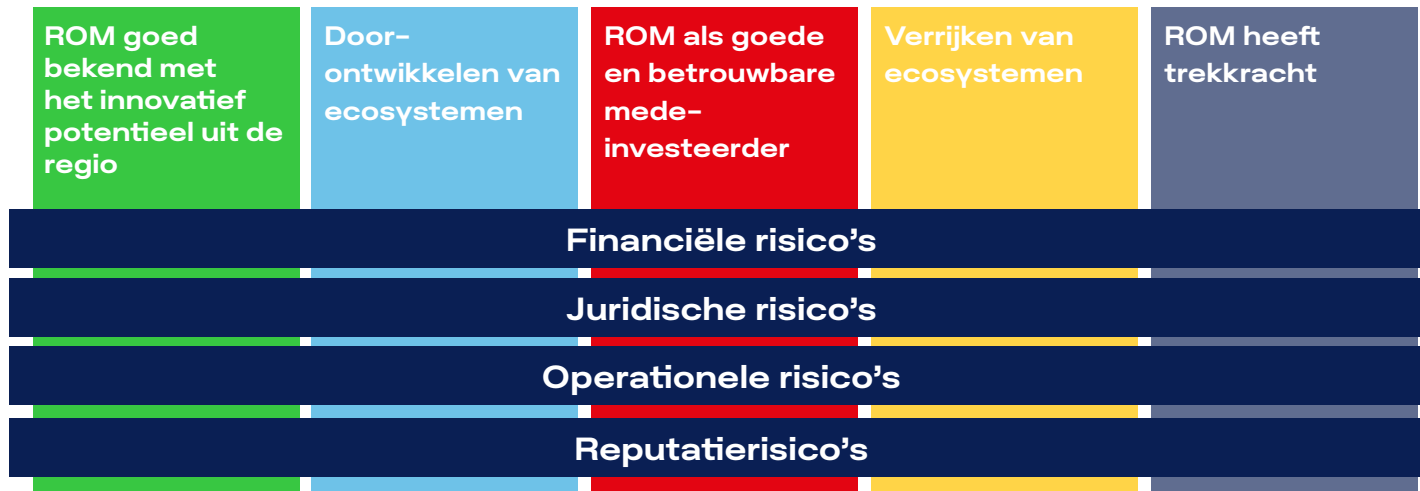 ROM goed
bekend met
het innovatief
potentieel uit de
regio
Door-
ontwikkelen van
ecosystemen
ROM als goede
en betrouwbare
mede-
investeerder
Verrijken van
ecosystemen
ROM heeft
trekkracht
Financiële risico’s
Juridische risico’s
Operationele risico’s
Reputatierisico’s